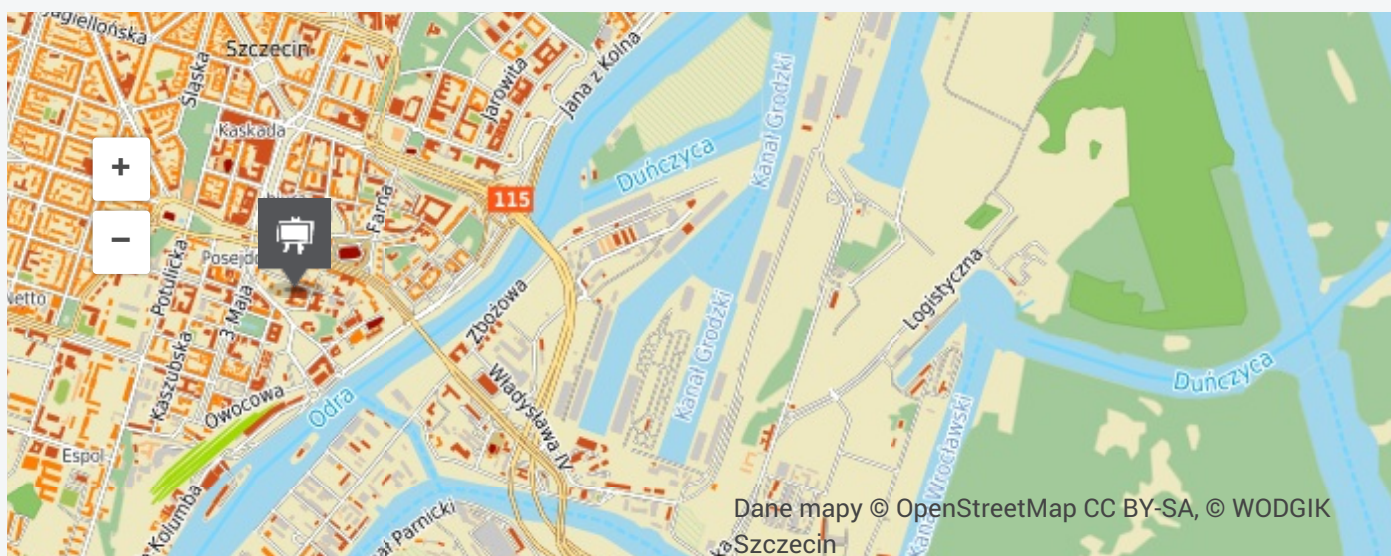 Jagiellońska
Szczecin
Śląska
Kaskada
Jarowita
Jana z Kolna
Kanał Grodzki
Duńczyca
115
Farna
+
−
Potulicka
Netto
3 Maja
Zbożowa
Logistyczna
Kanał Grodzki
Duńczyca
Kaszubska
Owocowa
Odra
Władysława IV
Espol
Kolumba
Parnicki
Kanał Wrocławski
Dane mapy © OpenStreetMap CC BY-SA, © WODGIK
Szczecin